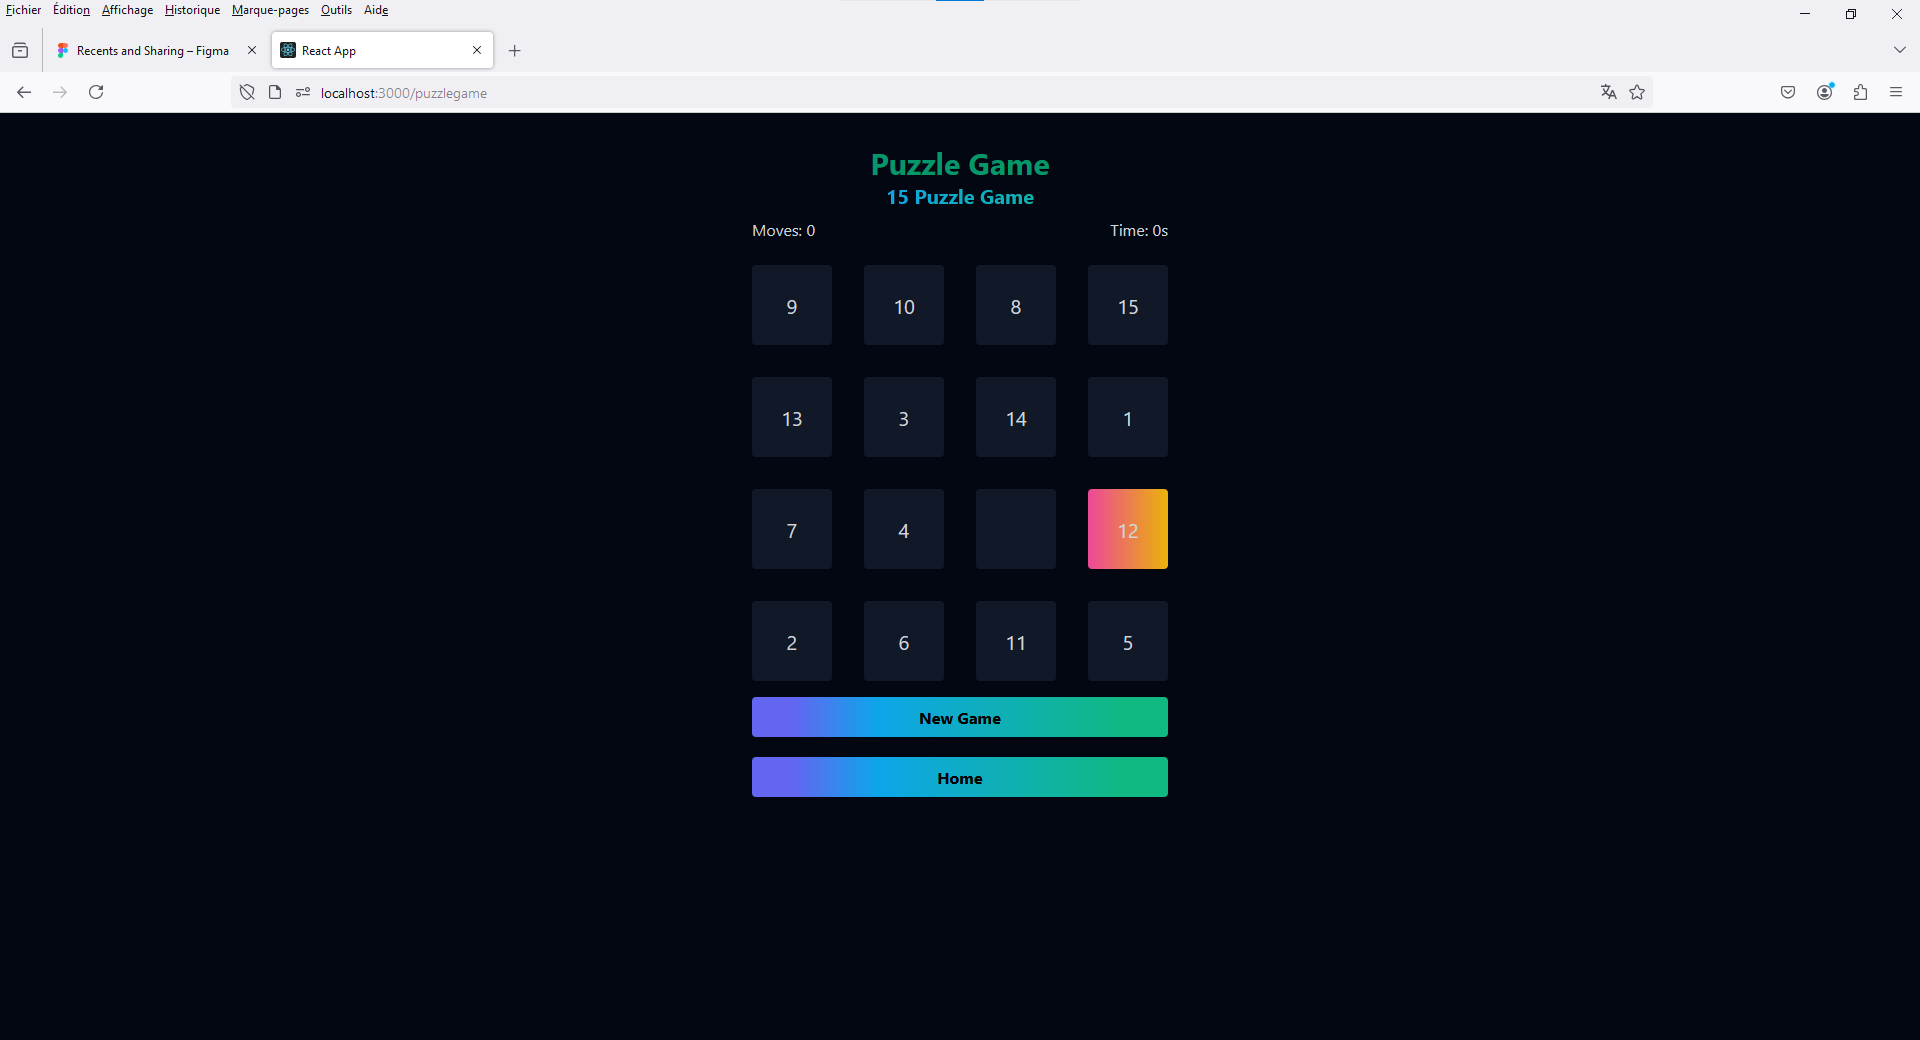 Fichier Édition Affichage Historique Marque-pages Outils Aide
Recents and Sharing – Figma React App
localhost:3000/puzzlegame
Puzzle Game
15 Puzzle Game
Moves: 0 Time: 0s
9 10 8 15
13 3 14 1
7 4 12
2 6 11 5
New Game
Home